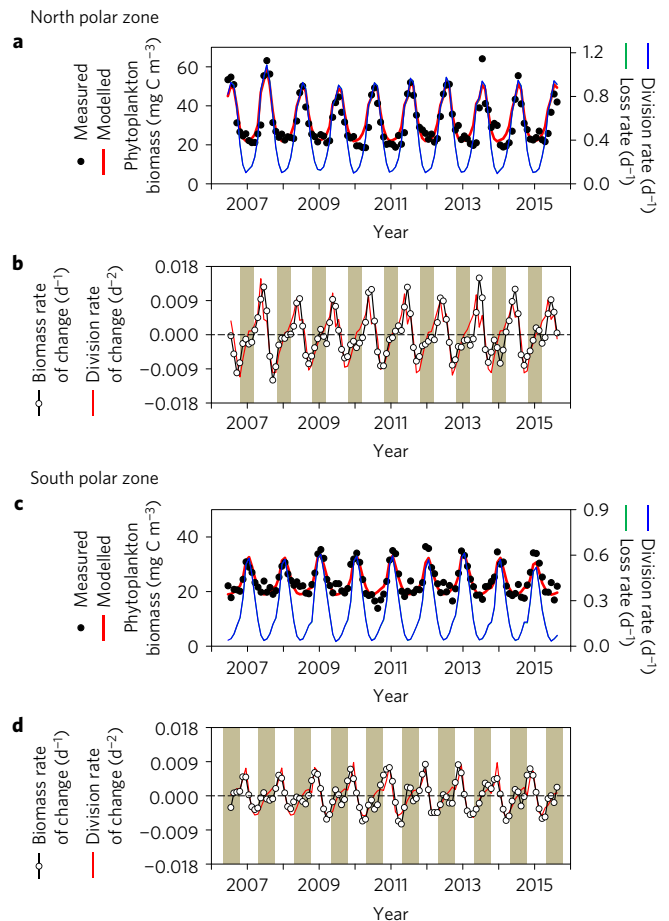 North polar zone
a
Measured
Modelled
Phytoplankton
biomass (mg C m⁻³)
60
40
20
0
1.2
0.8
0.4
0.0
Loss rate (d⁻¹)
Division rate (d⁻¹)
2007 2009 2011 2013 2015
Year
b
Biomass rate
of change (d⁻¹)
Division rate
of change (d⁻²)
0.018
0.009
0.000
−0.009
−0.018
2007 2009 2011 2013 2015
Year
South polar zone
c
Measured
Modelled
Phytoplankton
biomass (mg C m⁻³)
40
20
0
0.9
0.6
0.3
0.0
Loss rate (d⁻¹)
Division rate (d⁻¹)
2007 2009 2011 2013 2015
Year
d
Biomass rate
of change (d⁻¹)
Division rate
of change (d⁻²)
0.018
0.009
0.000
−0.009
−0.018
2007 2009 2011 2013 2015
Year